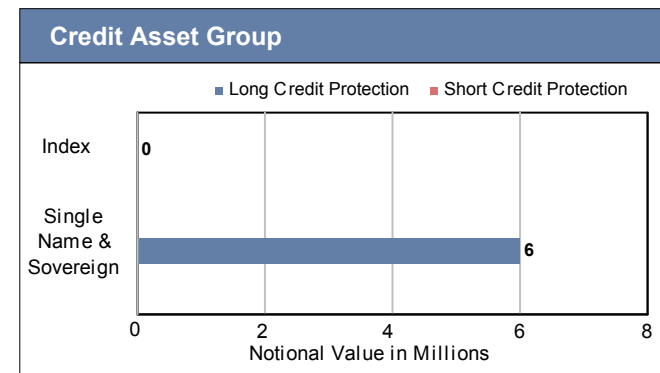 Credit Asset Group
Long Credit Protection Short Credit Protection
Index
0
Single
Name &
Sovereign
6
0 2 4 6 8
Notional Value in Millions